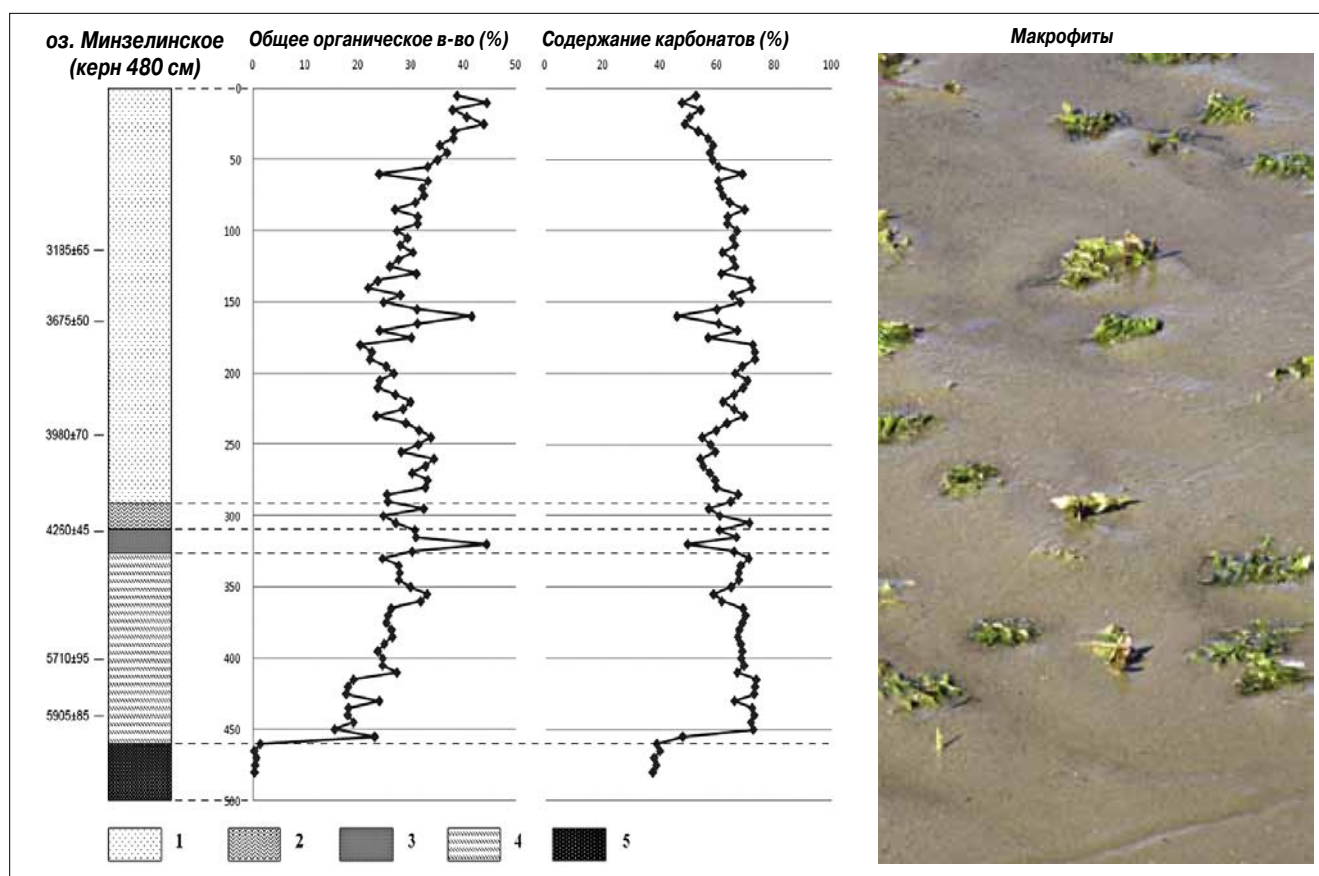 оз. Минзелинское
(керн 480 см)
Общее органическое в-во (%)
Содержание карбонатов (%)
Макрофиты
0 10 20 30 40 50
0 20 40 60 80 100
0
50
100
150
200
250
300
350
400
450
500
3185±65
3675±50
3980±70
4260±45
5710±95
5905±85
1 2 3 4 5